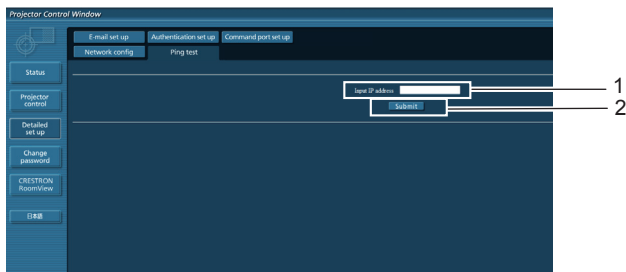 Projector Control Window
E-mail set up
Authentication set up
Command port set up
Network config
Ping test
Status
Projector
control
Detailed
set up
Change
password
CRESTRON
RoomView
日本語
Input IP address
Submit
1
2